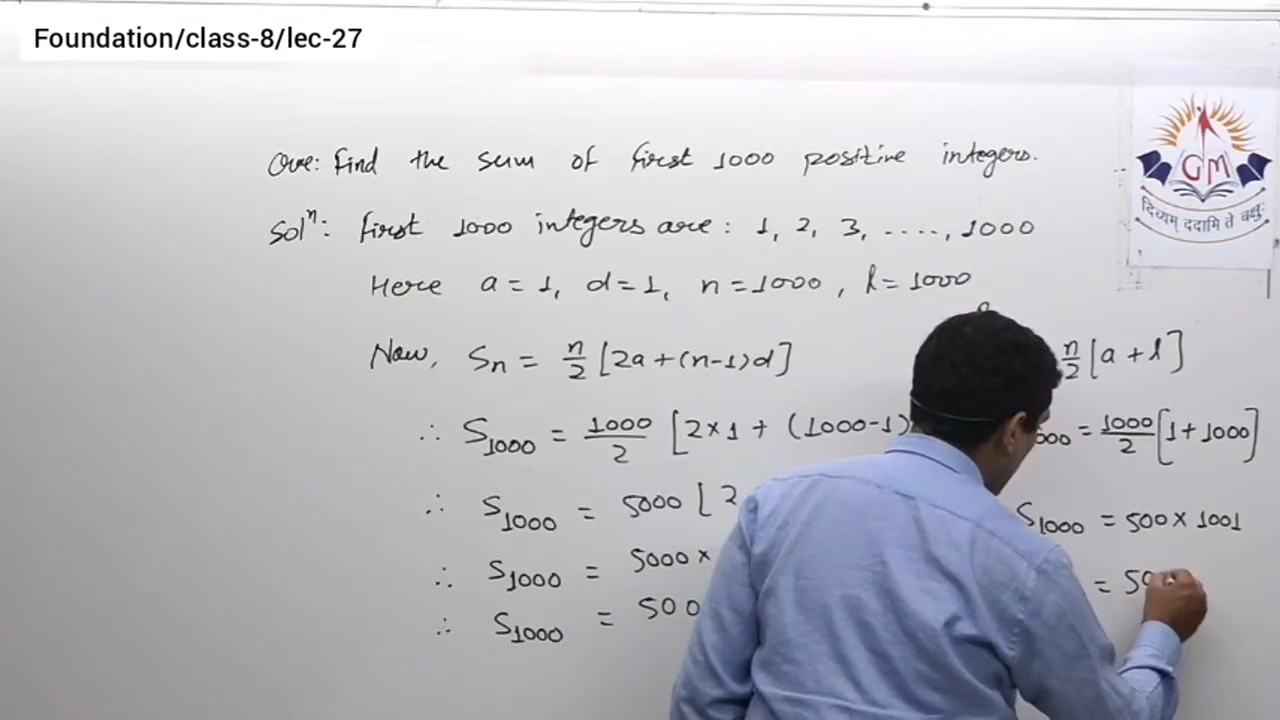 Foundation/class-8/lec-27
Que: Find the sum of first 1000 positive integers.
Solⁿ: First 1000 integers are : 1, 2, 3, ....., 1000
Here a = 1, d = 1, n = 1000, l = 1000
Now, Sn = n/2 [2a + (n-1)d]
n/2 [a + l]
∴ S1000 = 1000/2 [2×1 + (1000-1)
000 = 1000/2 [1 + 1000]
∴ S1000 = 5000 [2
S1000 = 500 × 1001
∴ S1000 = 5000 ×
= 50
∴ S1000 = 500
GM
दिव्यम् ददामि ते चक्षुः